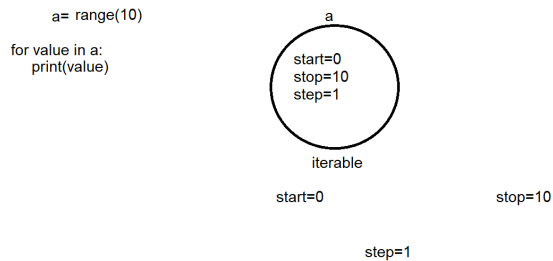 a= range(10)
for value in a:
print(value)
a
start=0
stop=10
step=1
iterable
start=0
stop=10
step=1